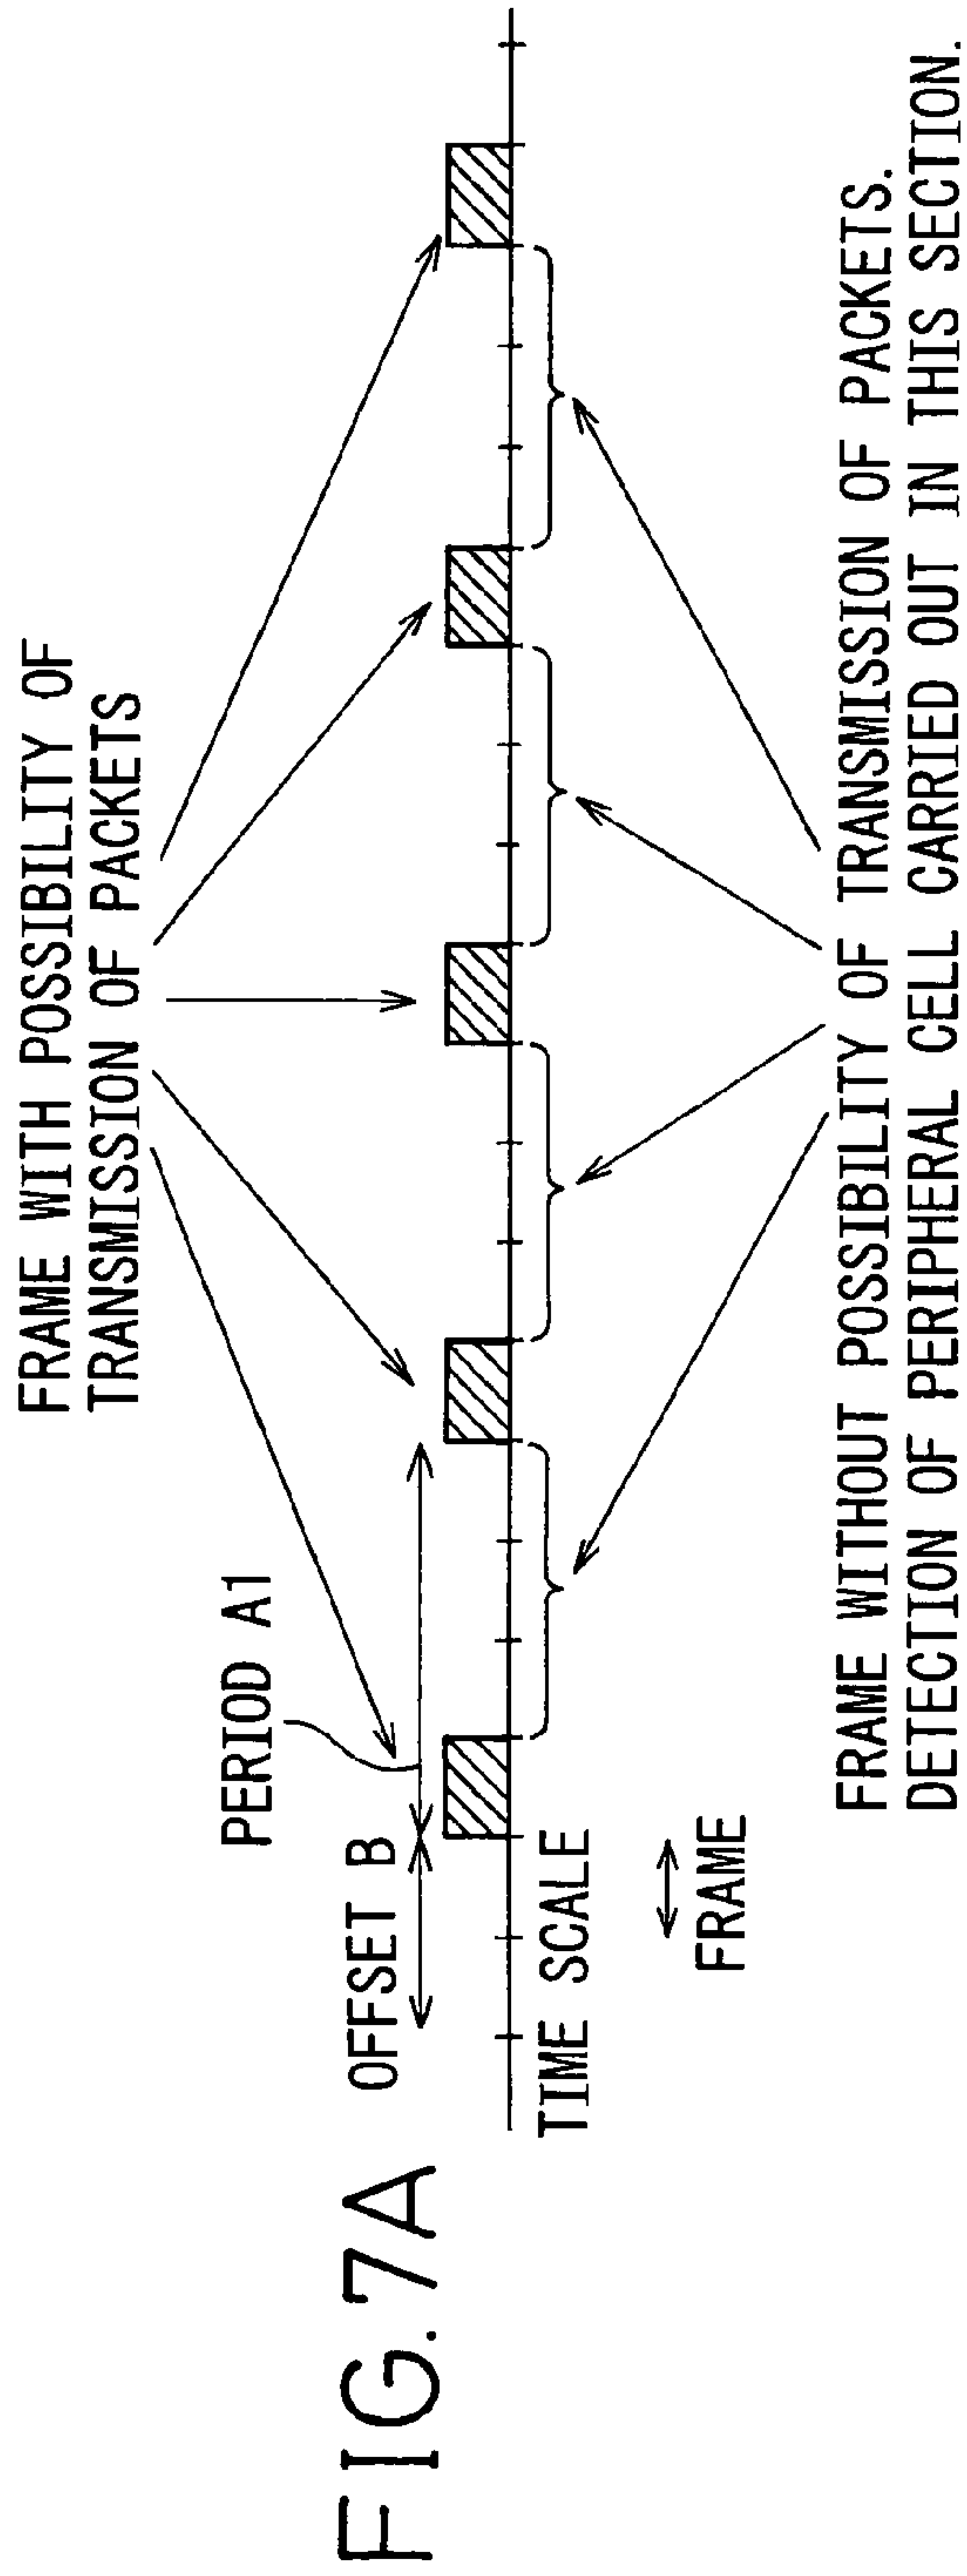 FIG. 7A
FRAME WITH POSSIBILITY OF
TRANSMISSION OF PACKETS
PERIOD A1
OFFSET B
TIME SCALE
FRAME
FRAME WITHOUT POSSIBILITY OF TRANSMISSION OF PACKETS.
DETECTION OF PERIPHERAL CELL CARRIED OUT IN THIS SECTION.